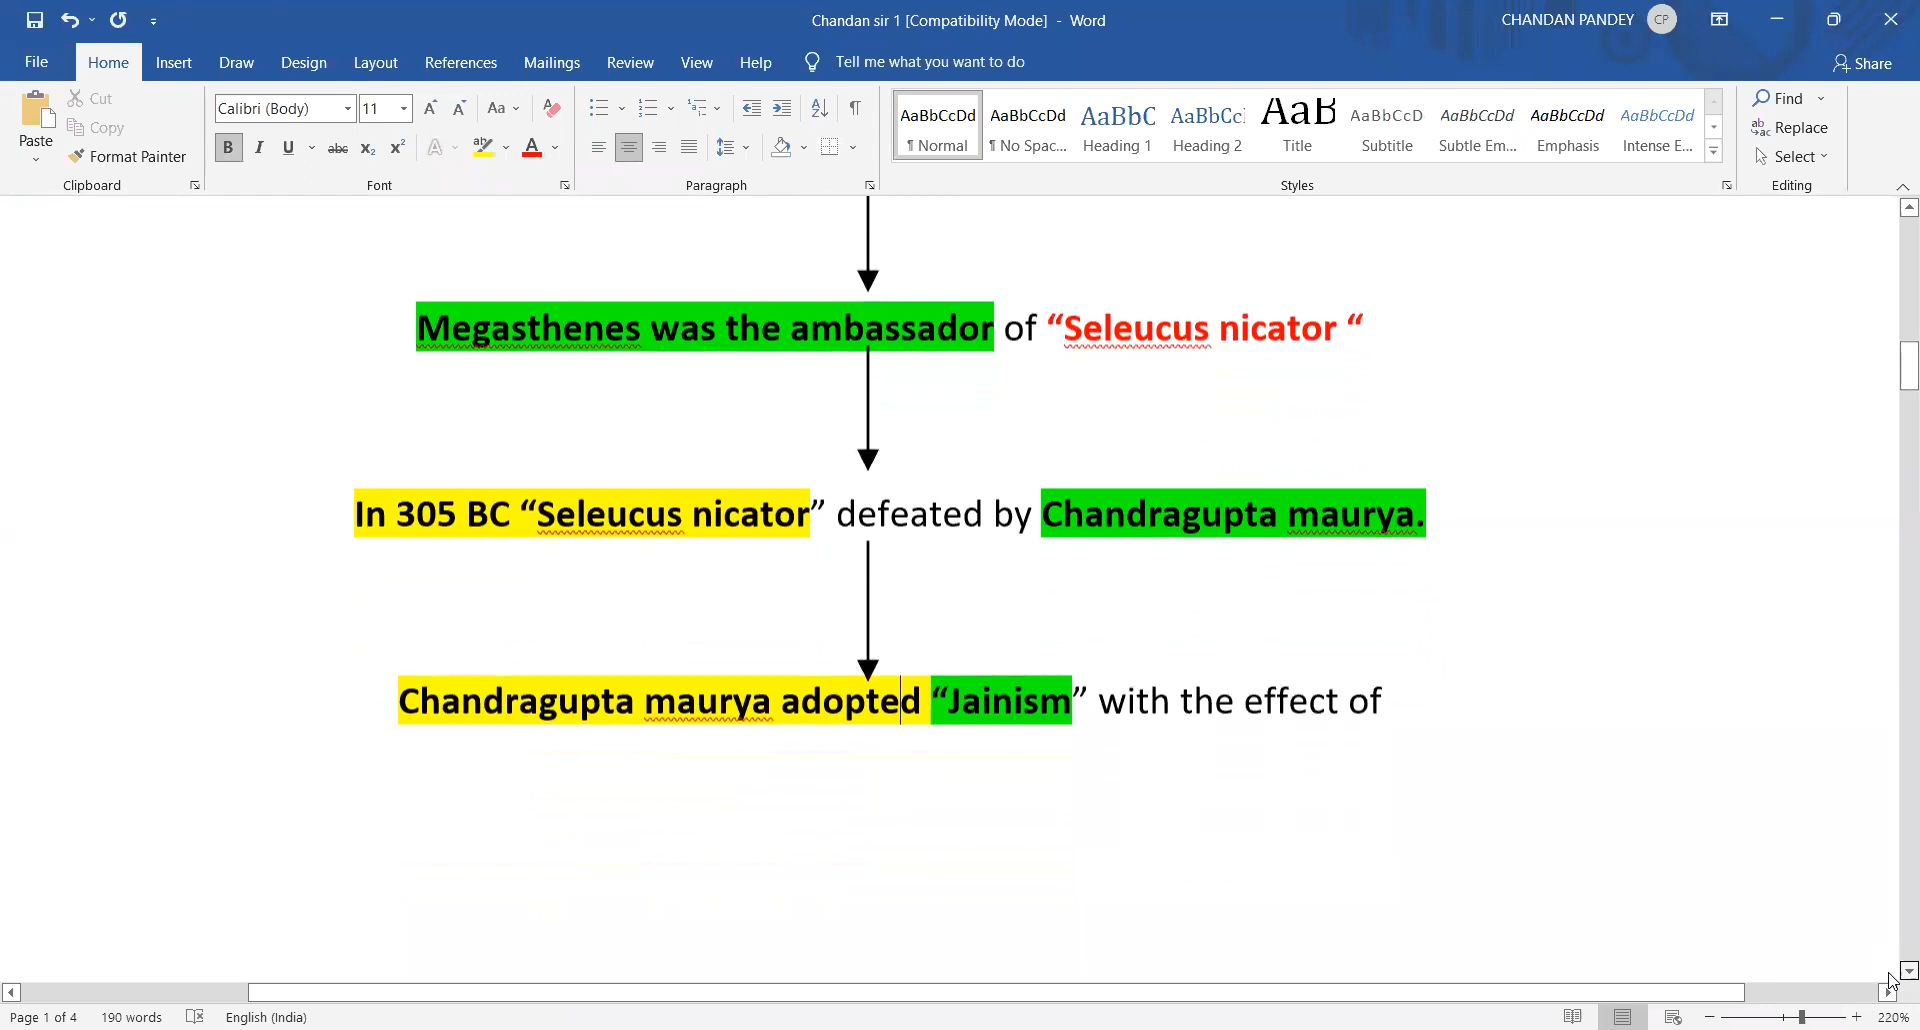 Chandan sir 1 [Compatibility Mode] - Word
CHANDAN PANDEY CP
File Home Insert Draw Design Layout References Mailings Review View Help Tell me what you want to do Share
Paste
Cut
Copy
Format Painter
Clipboard
Calibri (Body) 11
Font
Paragraph
AaBbCcDd AaBbCcDd AaBbC AaBbCc AaB AaBbCcD AaBbCcDd AaBbCcDd AaBbCcDd
¶ Normal ¶ No Spac... Heading 1 Heading 2 Title Subtitle Subtle Em... Emphasis Intense E...
Styles
Find
Replace
Select
Editing
Megasthenes was the ambassador of “Seleucus nicator “
In 305 BC “Seleucus nicator” defeated by Chandragupta maurya.
Chandragupta maurya adopted “Jainism” with the effect of
Page 1 of 4 190 words English (India) 220%